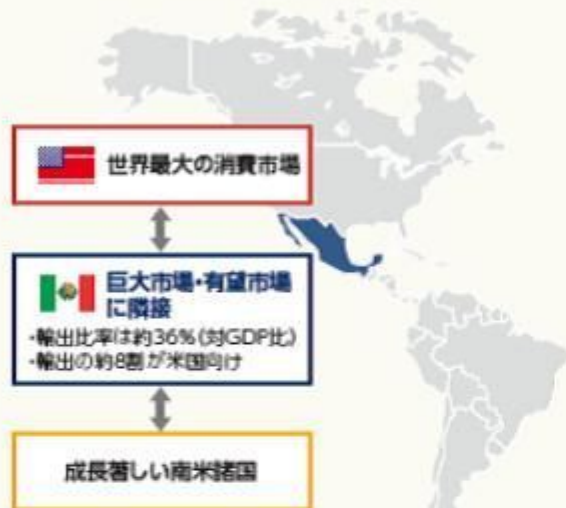 世界最大の消費市場
巨大市場・有望市場
に隣接
・輸出比率は約36%(対GDP比)
・輸出の約8割が米国向け
成長著しい南米諸国